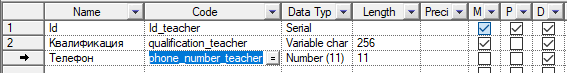 Name Code Data Typ Length Preci M P D
1 Id Id_teacher Serial
2 Квалификация qualification_teacher Variable char 256
Телефон phone_number_teacher = Number (11) 11